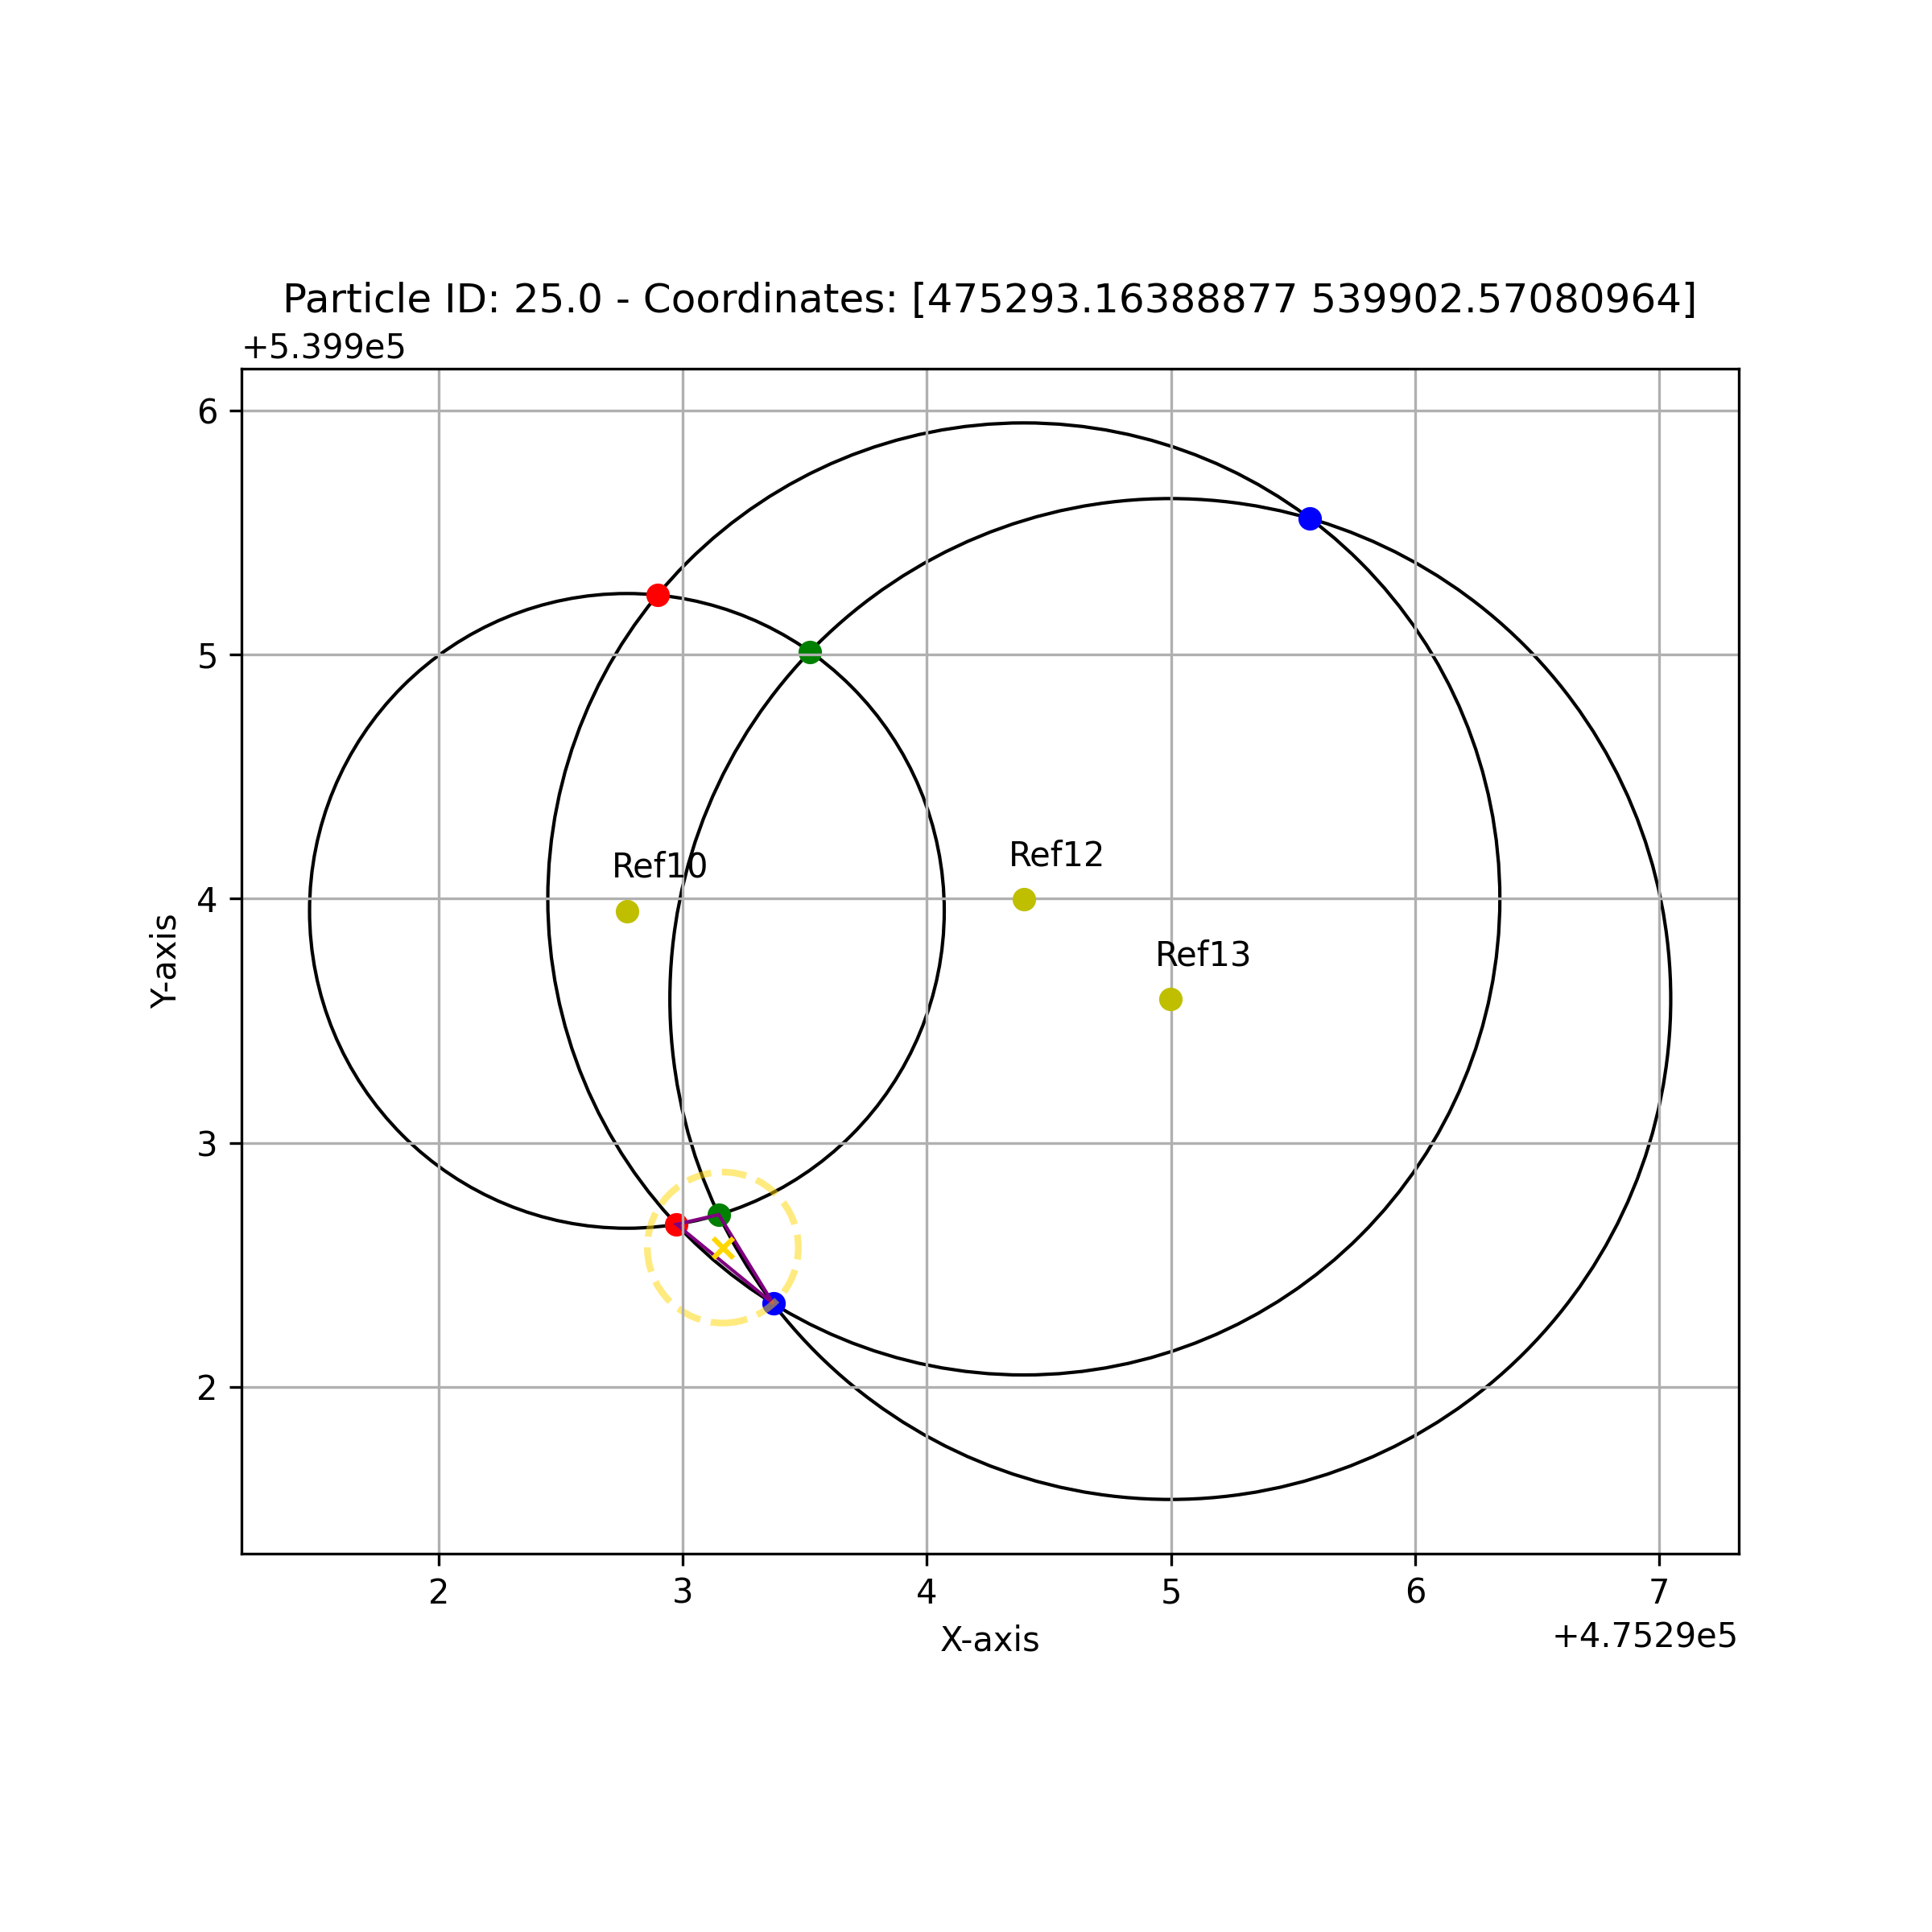 Particle ID: 25.0 - Coordinates: [475293.16388877 539902.57080964]
+5.399e5
6
5
4
3
2
Y-axis
Ref10
Ref12
Ref13
2 3 4 5 6 7
X-axis
+4.7529e5